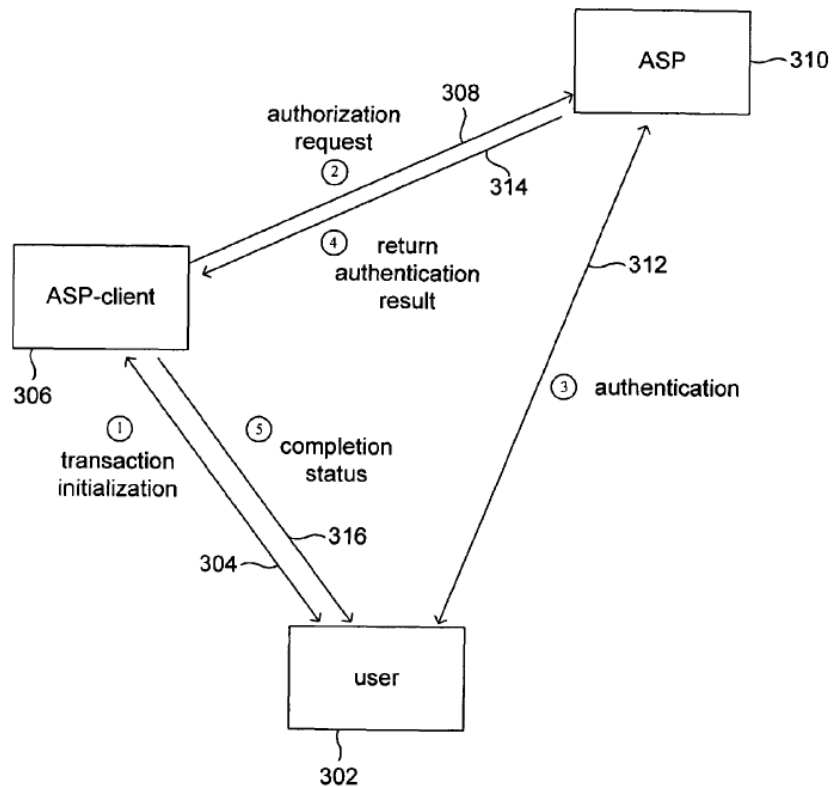 ASP
310
308
authorization
request
2
314
4
return
authentication
result
312
ASP-client
306
3
authentication
1
transaction
initialization
5
completion
status
316
304
user
302